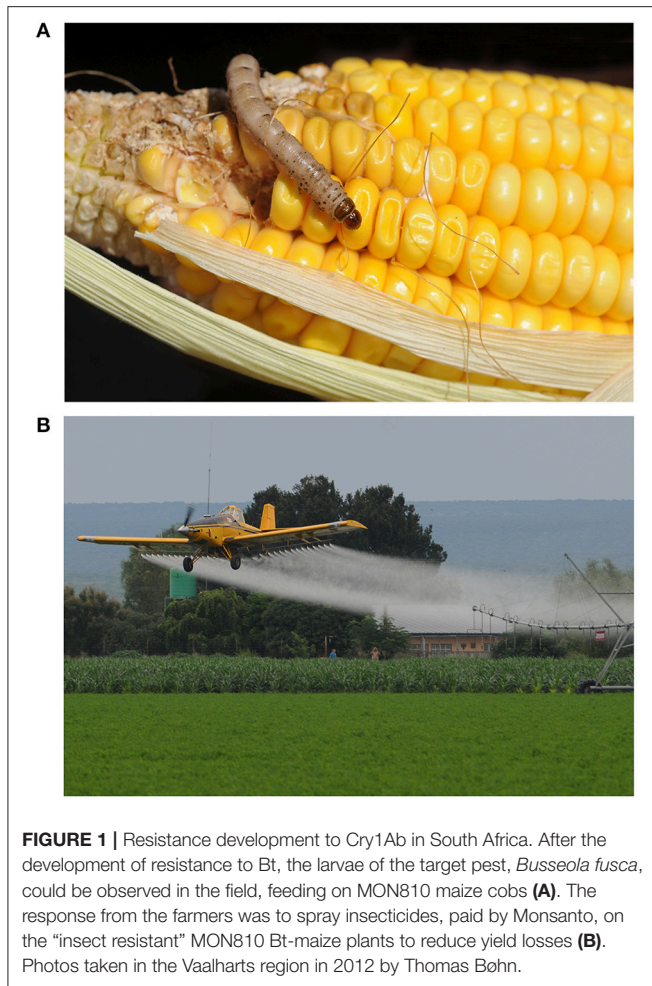 A
B
FIGURE 1 | Resistance development to Cry1Ab in South Africa. After the
development of resistance to Bt, the larvae of the target pest, Busseola fusca,
could be observed in the field, feeding on MON810 maize cobs (A). The
response from the farmers was to spray insecticides, paid by Monsanto, on
the “insect resistant” MON810 Bt-maize plants to reduce yield losses (B).
Photos taken in the Vaalharts region in 2012 by Thomas Bøhn.